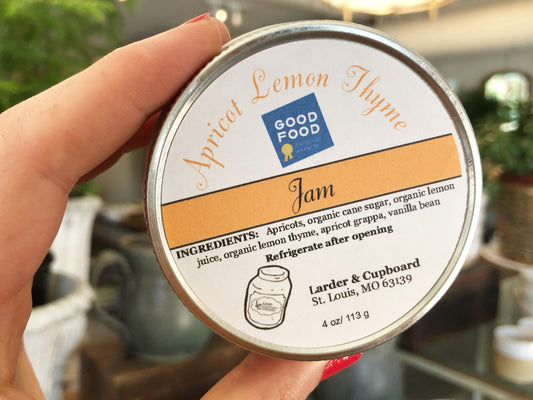 Apricot Lemon Thyme
GOOD
FOOD
Jam
INGREDIENTS: Apricots, organic cane sugar, organic lemon
juice, organic lemon thyme, apricot grappa, vanilla bean
Refrigerate after opening
Larder & Cupboard
St. Louis, MO 63139
4 oz/ 113 g